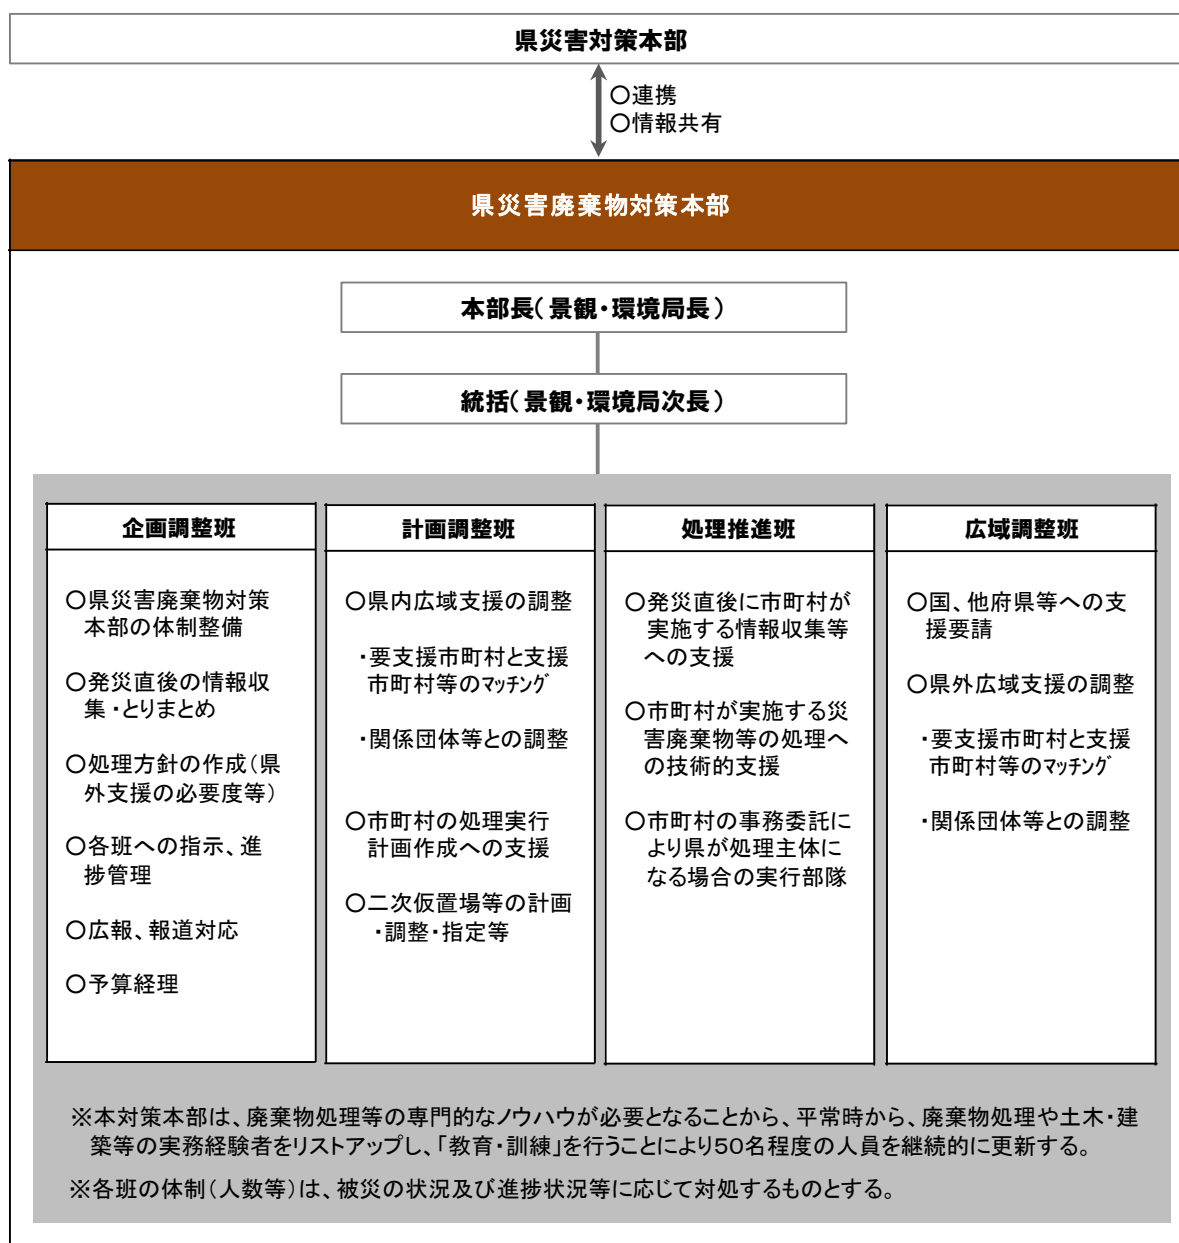 県災害対策本部
○連携
○情報共有
県災害廃棄物対策本部
本部長（景観・環境局長）
統括（景観・環境局次長）
企画調整班
○県災害廃棄物対策
本部の体制整備
○発災直後の情報収
集・とりまとめ
○処理方針の作成（県
外支援の必要度等）
○各班への指示、進
捗管理
○広報、報道対応
○予算経理
計画調整班
○県内広域支援の調整
・要支援市町村と支援
市町村等のﾏｯﾁﾝｸﾞ
・関係団体等との調整
○市町村の処理実行
計画作成への支援
○二次仮置場等の計画
・調整・指定等
処理推進班
○発災直後に市町村が
実施する情報収集等
への支援
○市町村が実施する災
害廃棄物等の処理へ
の技術的支援
○市町村の事務委託に
より県が処理主体に
なる場合の実行部隊
広域調整班
○国、他府県等への支
援要請
○県外広域支援の調整
・要支援市町村と支援
市町村等のﾏｯﾁﾝｸﾞ
・関係団体等との調整
※本対策本部は、廃棄物処理等の専門的なノウハウが必要となることから、平常時から、廃棄物処理や土木・建
築等の実務経験者をリストアップし、「教育・訓練」を行うことにより50名程度の人員を継続的に更新する。
※各班の体制（人数等）は、被災の状況及び進捗状況等に応じて対処するものとする。